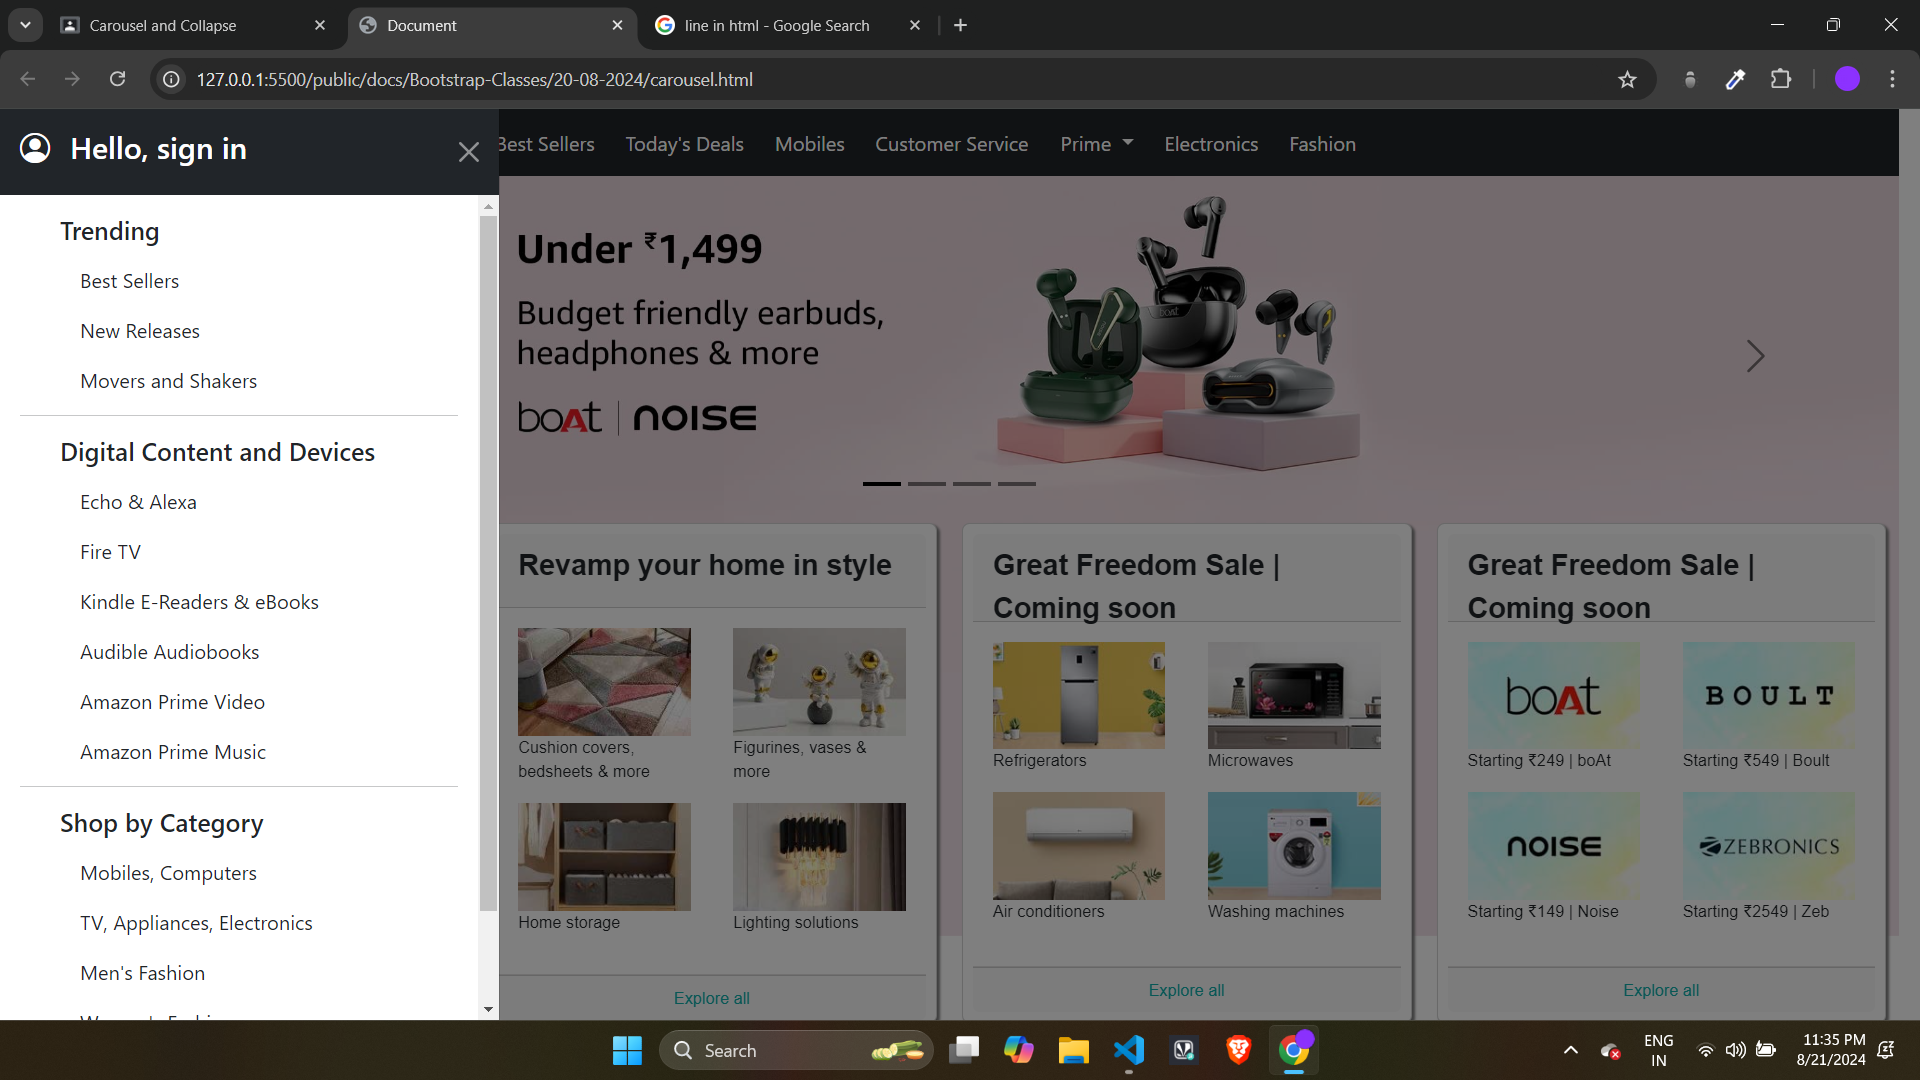 Carousel and Collapse
Document
line in html - Google Search
127.0.0.1:5500/public/docs/Bootstrap-Classes/20-08-2024/carousel.html
Hello, sign in
Best Sellers
Today's Deals
Mobiles
Customer Service
Prime
Electronics
Fashion
Trending
Best Sellers
New Releases
Movers and Shakers
Digital Content and Devices
Echo & Alexa
Fire TV
Kindle E-Readers & eBooks
Audible Audiobooks
Amazon Prime Video
Amazon Prime Music
Shop by Category
Mobiles, Computers
TV, Appliances, Electronics
Men's Fashion
Under ₹1,499
Budget friendly earbuds,
headphones & more
boAt | noise
Revamp your home in style
Cushion covers,
bedsheets & more
Figurines, vases &
more
Home storage
Lighting solutions
Explore all
Great Freedom Sale |
Coming soon
Refrigerators
Microwaves
Air conditioners
Washing machines
Explore all
Great Freedom Sale |
Coming soon
boAt
BOULT
Starting ₹249 | boAt
Starting ₹549 | Boult
noise
ZEBRONICS
Starting ₹149 | Noise
Starting ₹2549 | Zeb
Explore all
Search
ENG
IN
11:35 PM
8/21/2024